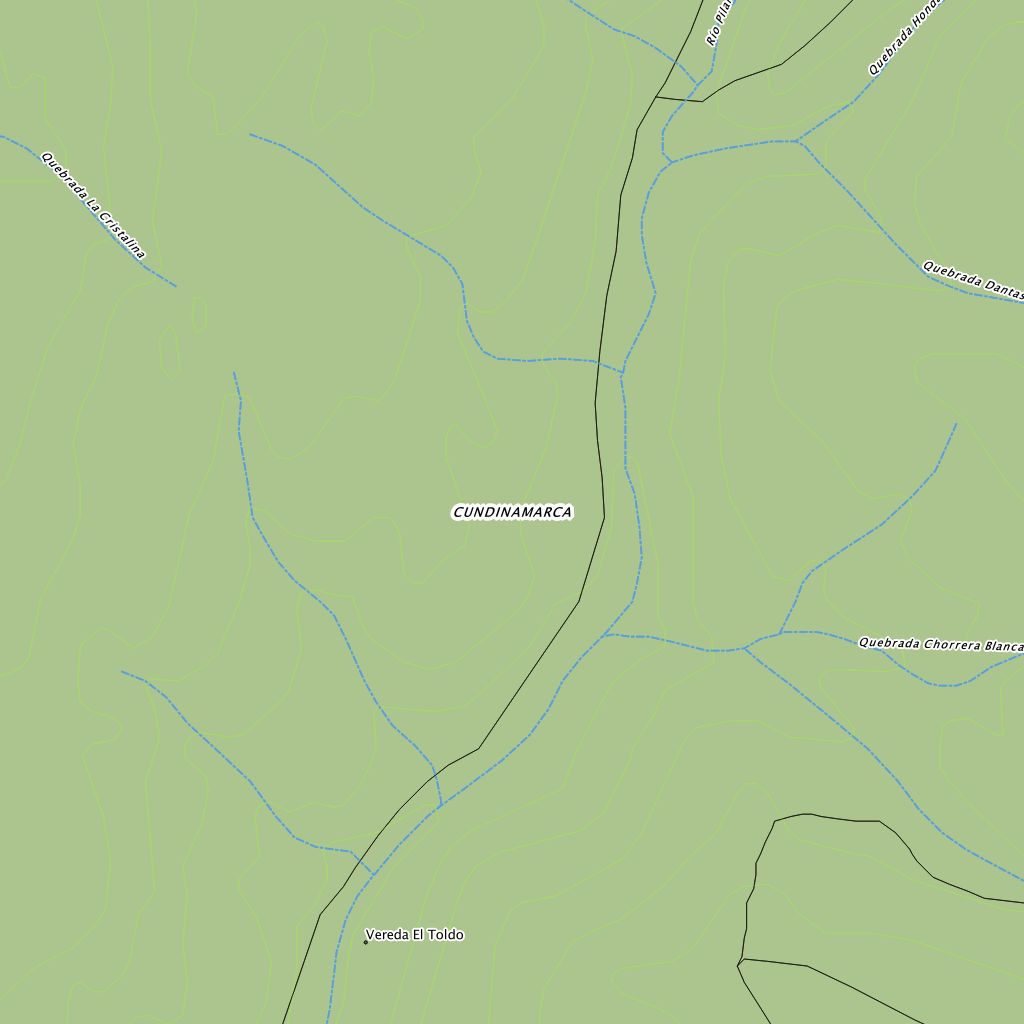 Río Pilar
Quebrada Honda
Quebrada La Cristalina
Quebrada Dantas
CUNDINAMARCA
Quebrada Chorrera Blanca
Vereda El Toldo